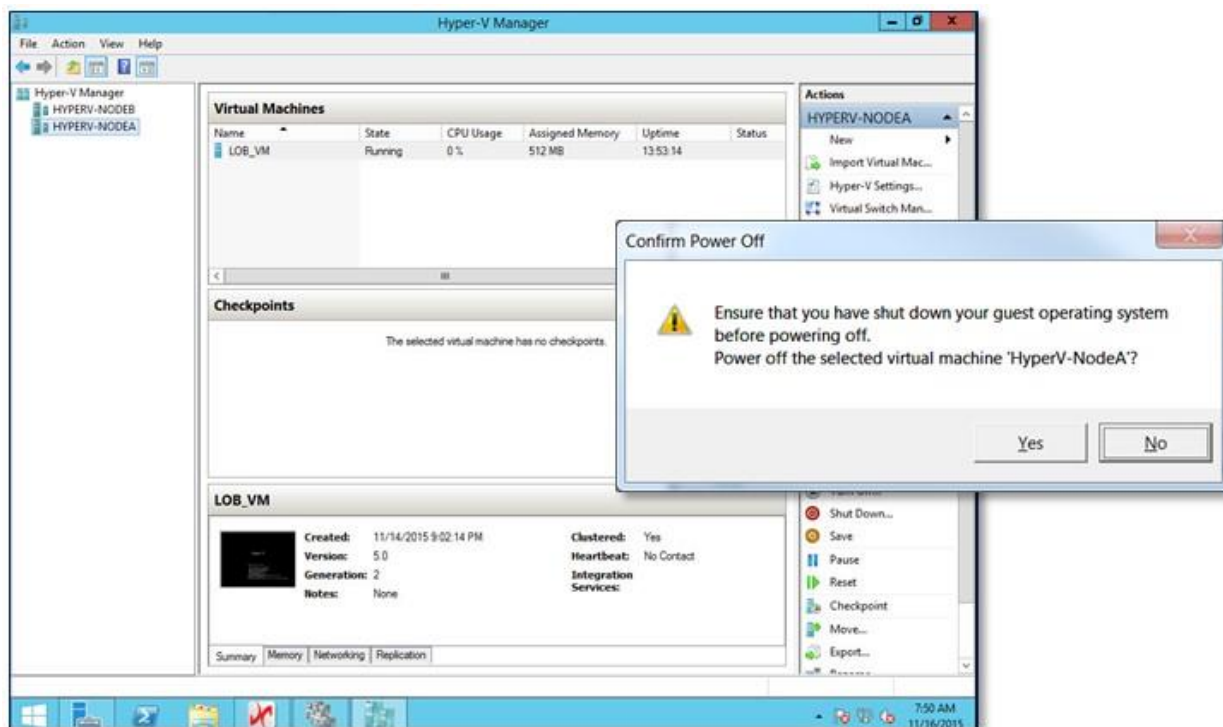 Hyper-V Manager
File Action View Help
Hyper-V Manager
HYPERV-NODEB
HYPERV-NODEA
Virtual Machines
Name State CPU Usage Assigned Memory Uptime Status
LOB_VM Running 0 % 512 MB 13:53:14
Checkpoints
The selected virtual machine has no checkpoints.
LOB_VM
Created: 11/14/2015 9:02:14 PM Clustered: Yes
Version: 5.0 Heartbeat: No Contact
Generation: 2 Integration
Services:
Notes: None
Summary Memory Networking Replication
Actions
HYPERV-NODEA
New
Import Virtual Mac...
Hyper-V Settings...
Virtual Switch Man...
Confirm Power Off
Ensure that you have shut down your guest operating system
before powering off.
Power off the selected virtual machine 'HyperV-NodeA'?
Yes No
Shut Down...
Save
Pause
Reset
Checkpoint
Move...
Export...
7:50 AM
11/16/2015